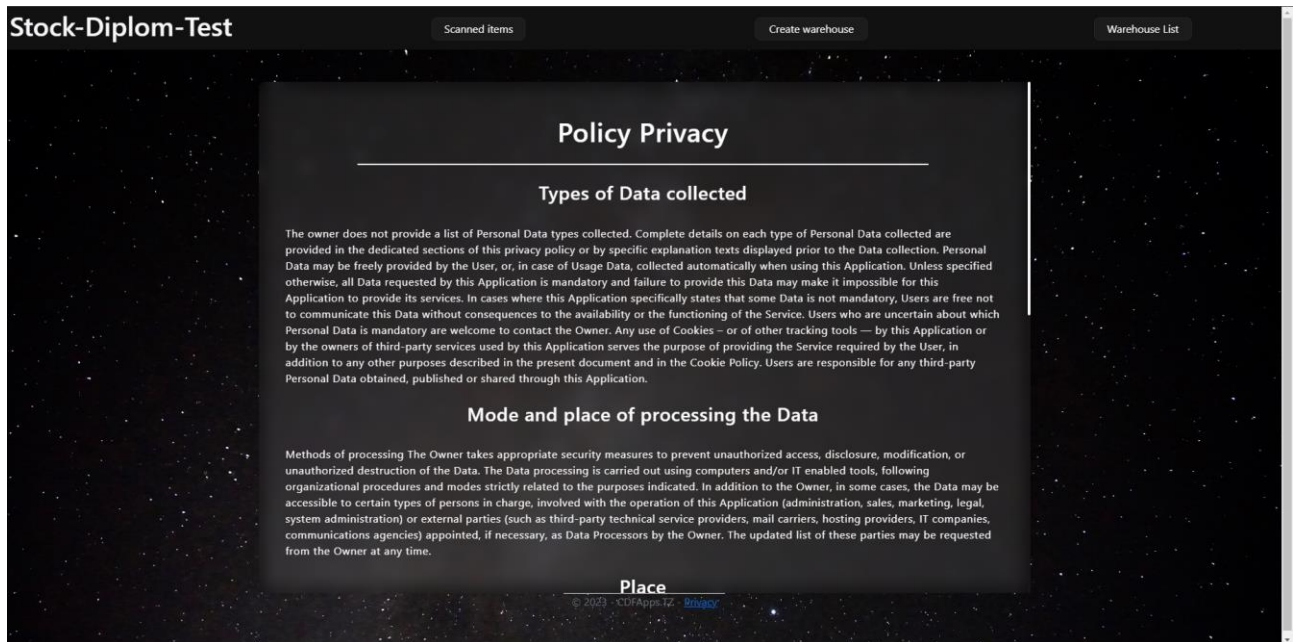 Stock-Diplom-Test
Scanned items
Create warehouse
Warehouse List
Policy Privacy
Types of Data collected
The owner does not provide a list of Personal Data types collected. Complete details on each type of Personal Data collected are
provided in the dedicated sections of this privacy policy or by specific explanation texts displayed prior to the Data collection. Personal
Data may be freely provided by the User, or, in case of Usage Data, collected automatically when using this Application. Unless specified
otherwise, all Data requested by this Application is mandatory and failure to provide this Data may make it impossible for this
Application to provide its services. In cases where this Application specifically states that some Data is not mandatory, Users are free not
to communicate this Data without consequences to the availability or the functioning of the Service. Users who are uncertain about which
Personal Data is mandatory are welcome to contact the Owner. Any use of Cookies – or of other tracking tools — by this Application or
by the owners of third-party services used by this Application serves the purpose of providing the Service required by the User, in
addition to any other purposes described in the present document and in the Cookie Policy. Users are responsible for any third-party
Personal Data obtained, published or shared through this Application.
Mode and place of processing the Data
Methods of processing The Owner takes appropriate security measures to prevent unauthorized access, disclosure, modification, or
unauthorized destruction of the Data. The Data processing is carried out using computers and/or IT enabled tools, following
organizational procedures and modes strictly related to the purposes indicated. In addition to the Owner, in some cases, the Data may be
accessible to certain types of persons in charge, involved with the operation of this Application (administration, sales, marketing, legal,
system administration) or external parties (such as third-party technical service providers, mail carriers, hosting providers, IT companies,
communications agencies) appointed, if necessary, as Data Processors by the Owner. The updated list of these parties may be requested
from the Owner at any time.
Place
© 2023 - CDFApps.TZ - Privacy